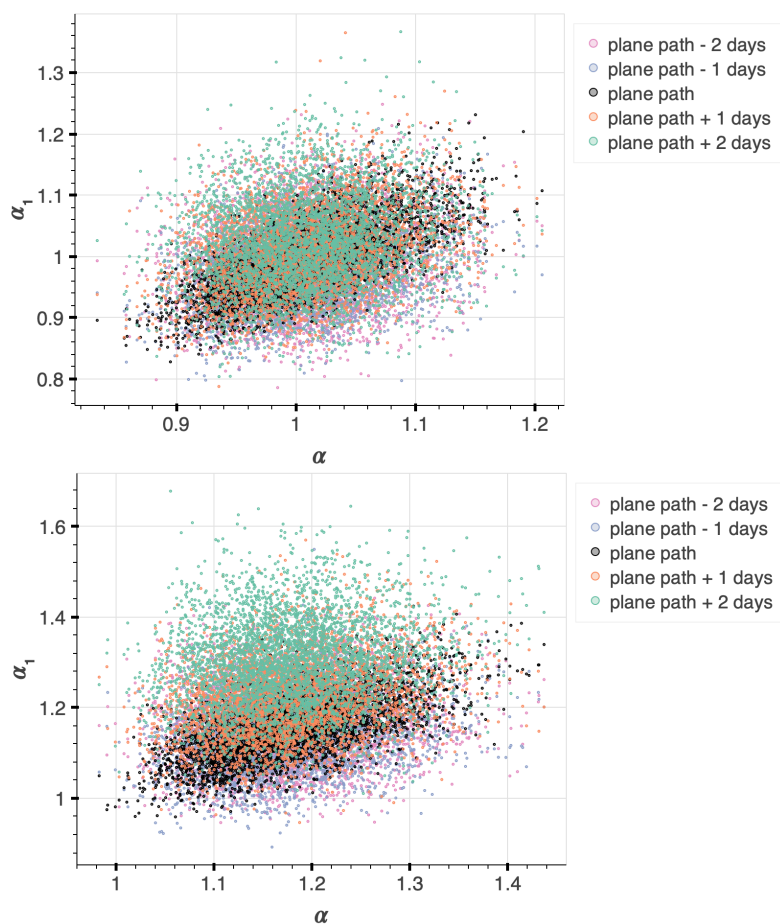 1.3
1.2
1.1
1
0.9
0.8
α₁
0.9
1
1.1
1.2
α
plane path - 2 days
plane path - 1 days
plane path
plane path + 1 days
plane path + 2 days
1.6
1.4
1.2
1
α₁
1
1.1
1.2
1.3
1.4
α
plane path - 2 days
plane path - 1 days
plane path
plane path + 1 days
plane path + 2 days